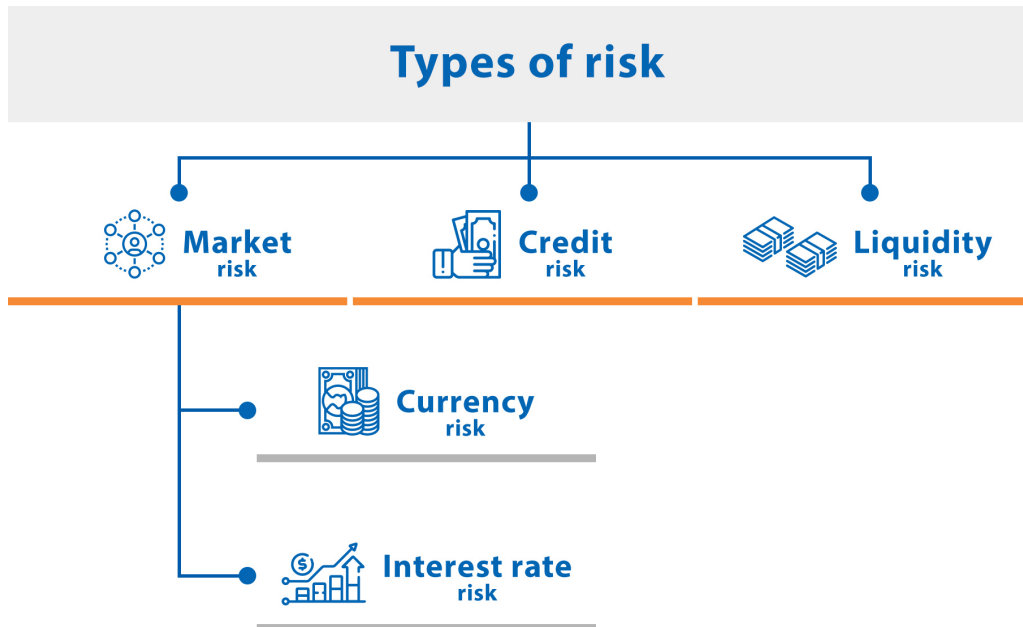 Types of risk
Market
risk
Credit
risk
Liquidity
risk
Currency
risk
$
Interest rate
risk